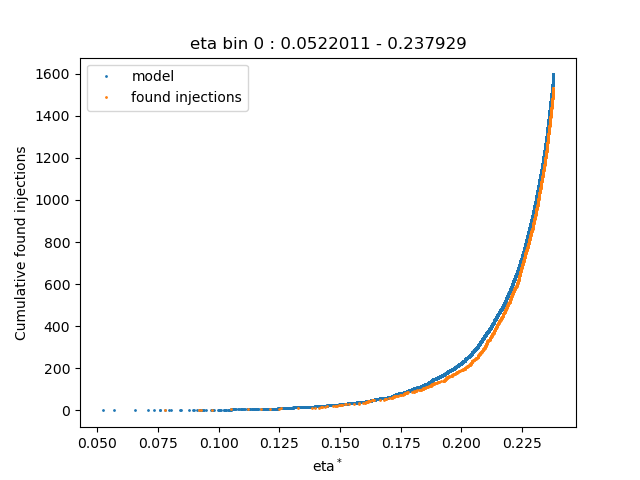 eta bin 0 : 0.0522011 - 0.237929
model
found injections
Cumulative found injections
1600
1400
1200
1000
800
600
400
200
0
0.050 0.075 0.100 0.125 0.150 0.175 0.200 0.225
eta*